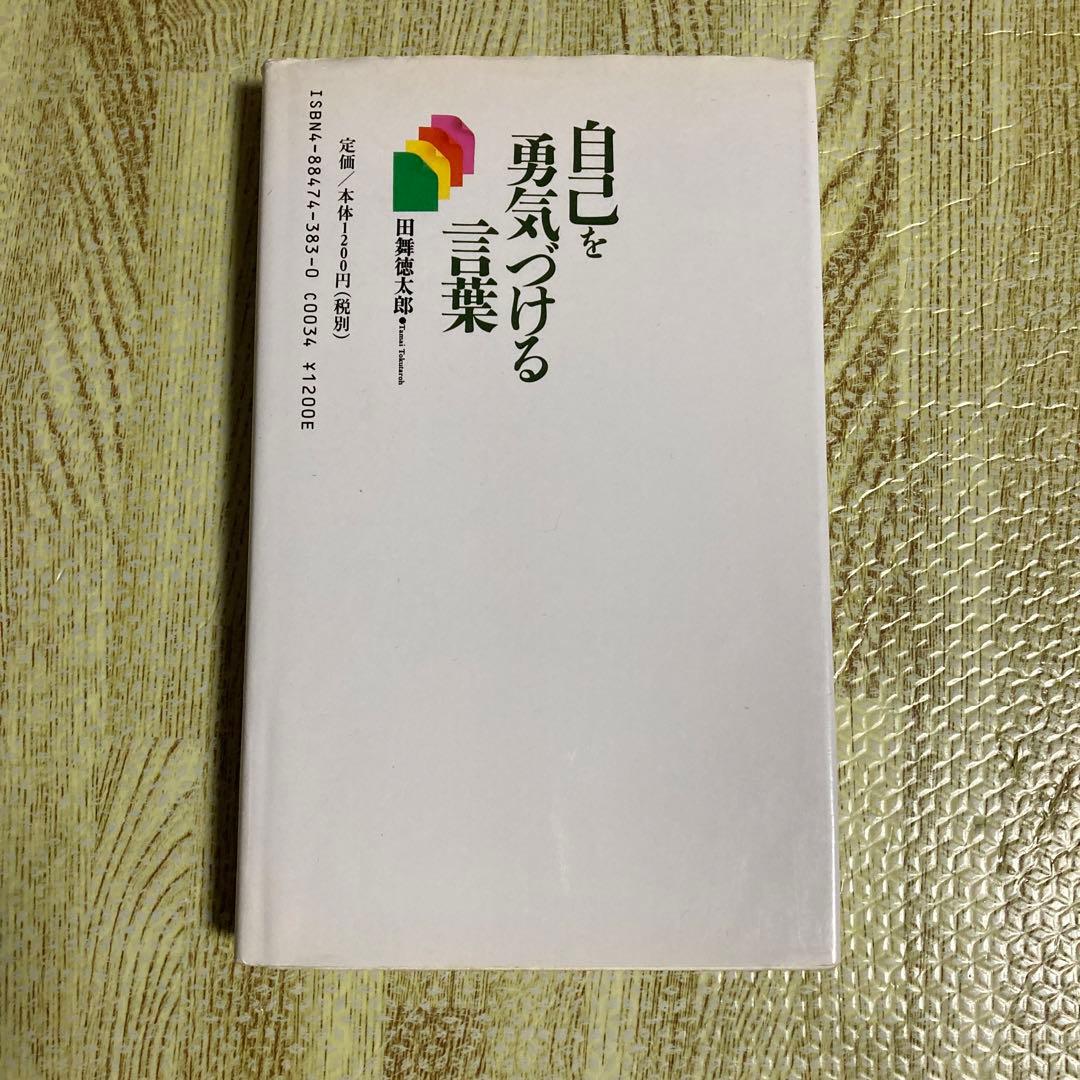 自己を
勇気づける
言葉
田舞徳太郎●Tamai Tokutaroh
定価/本体1200円(税別)
ISBN4-88474-383-0 C0034 ¥1200E